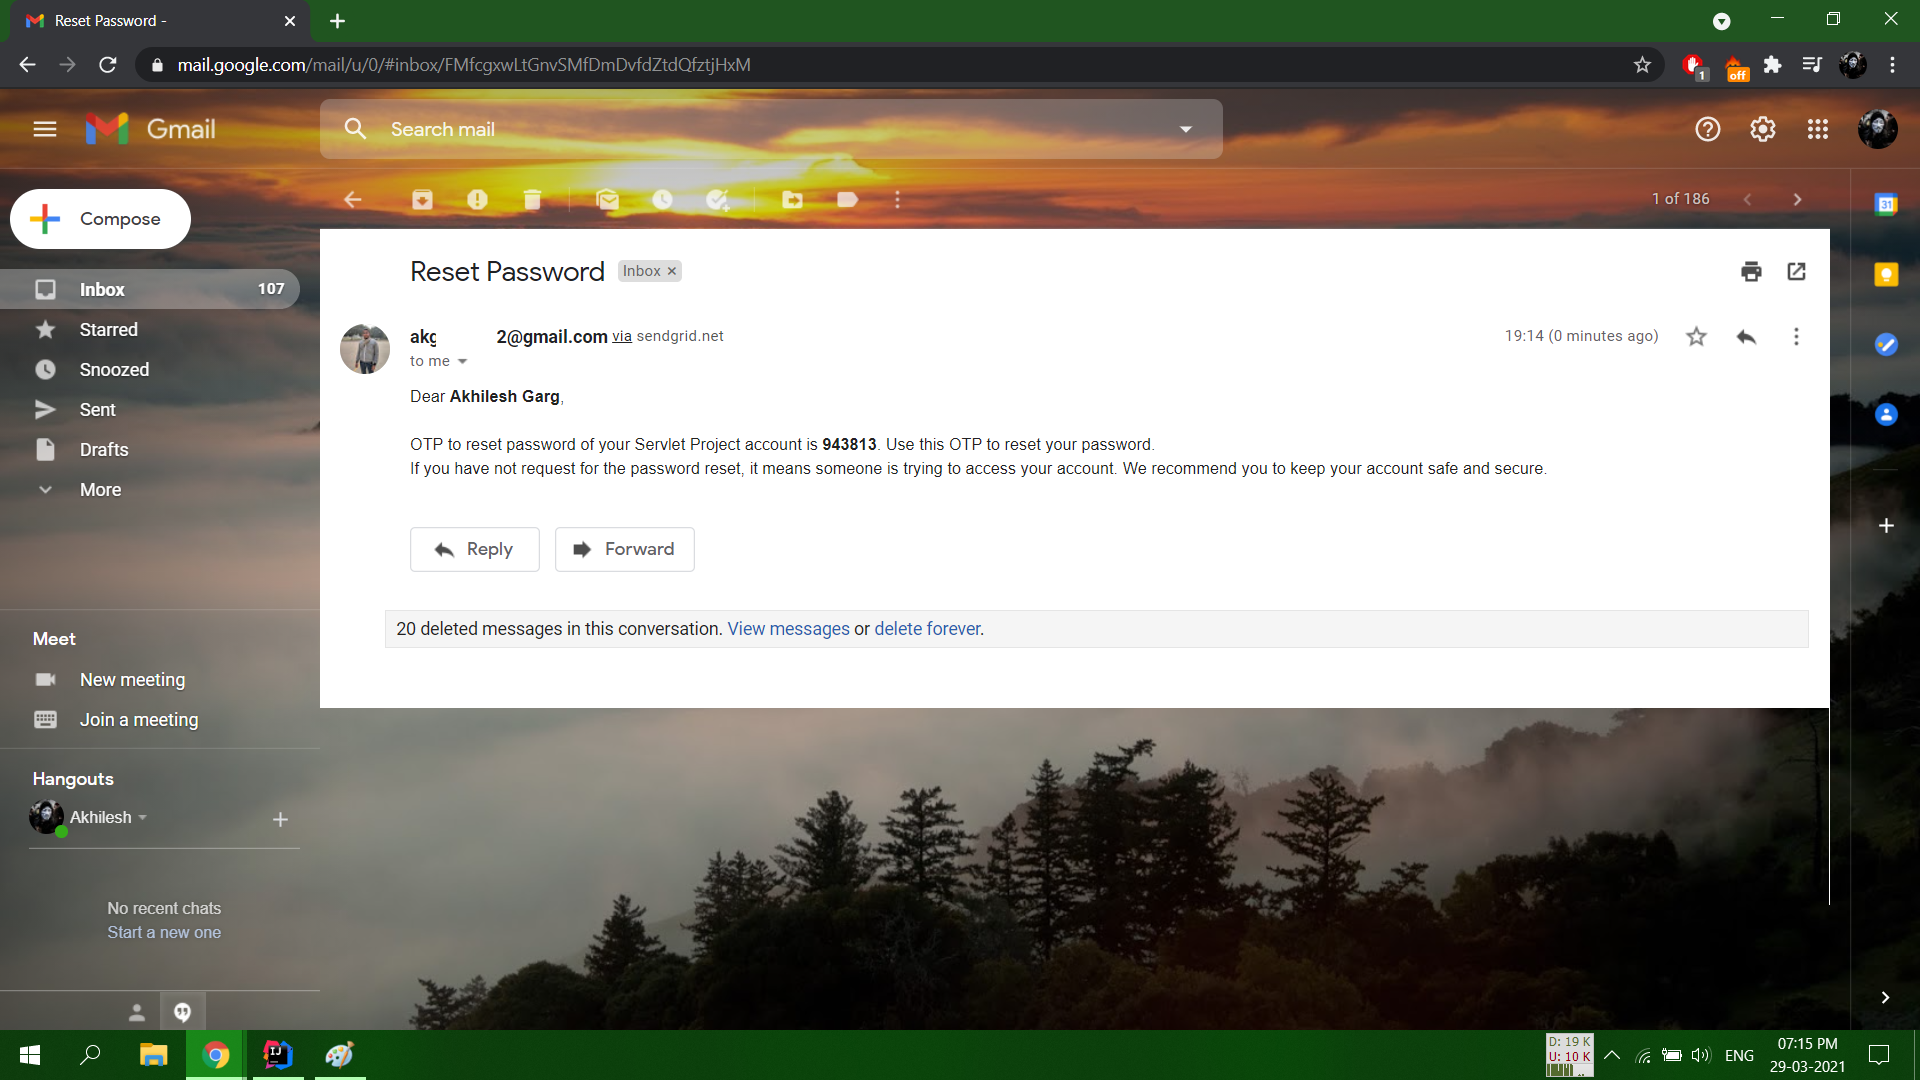 Reset Password -
mail.google.com/mail/u/0/#inbox/FMfcgxwLtGnvSMfDmDvfdZtdQfztjHxM
1
off
Gmail
Search mail
Compose
1 of 186
31
Inbox 107
Starred
Snoozed
Sent
Drafts
More
Reset Password Inbox ×
akg 2@gmail.com via sendgrid.net
19:14 (0 minutes ago)
to me
Dear Akhilesh Garg,
OTP to reset password of your Servlet Project account is 943813. Use this OTP to reset your password.
If you have not request for the password reset, it means someone is trying to access your account. We recommend you to keep your account safe and secure.
Reply
Forward
20 deleted messages in this conversation. View messages or delete forever.
Meet
New meeting
Join a meeting
Hangouts
Akhilesh
No recent chats
Start a new one
IJ
D: 19 K
U: 10 K
ENG
07:15 PM
29-03-2021